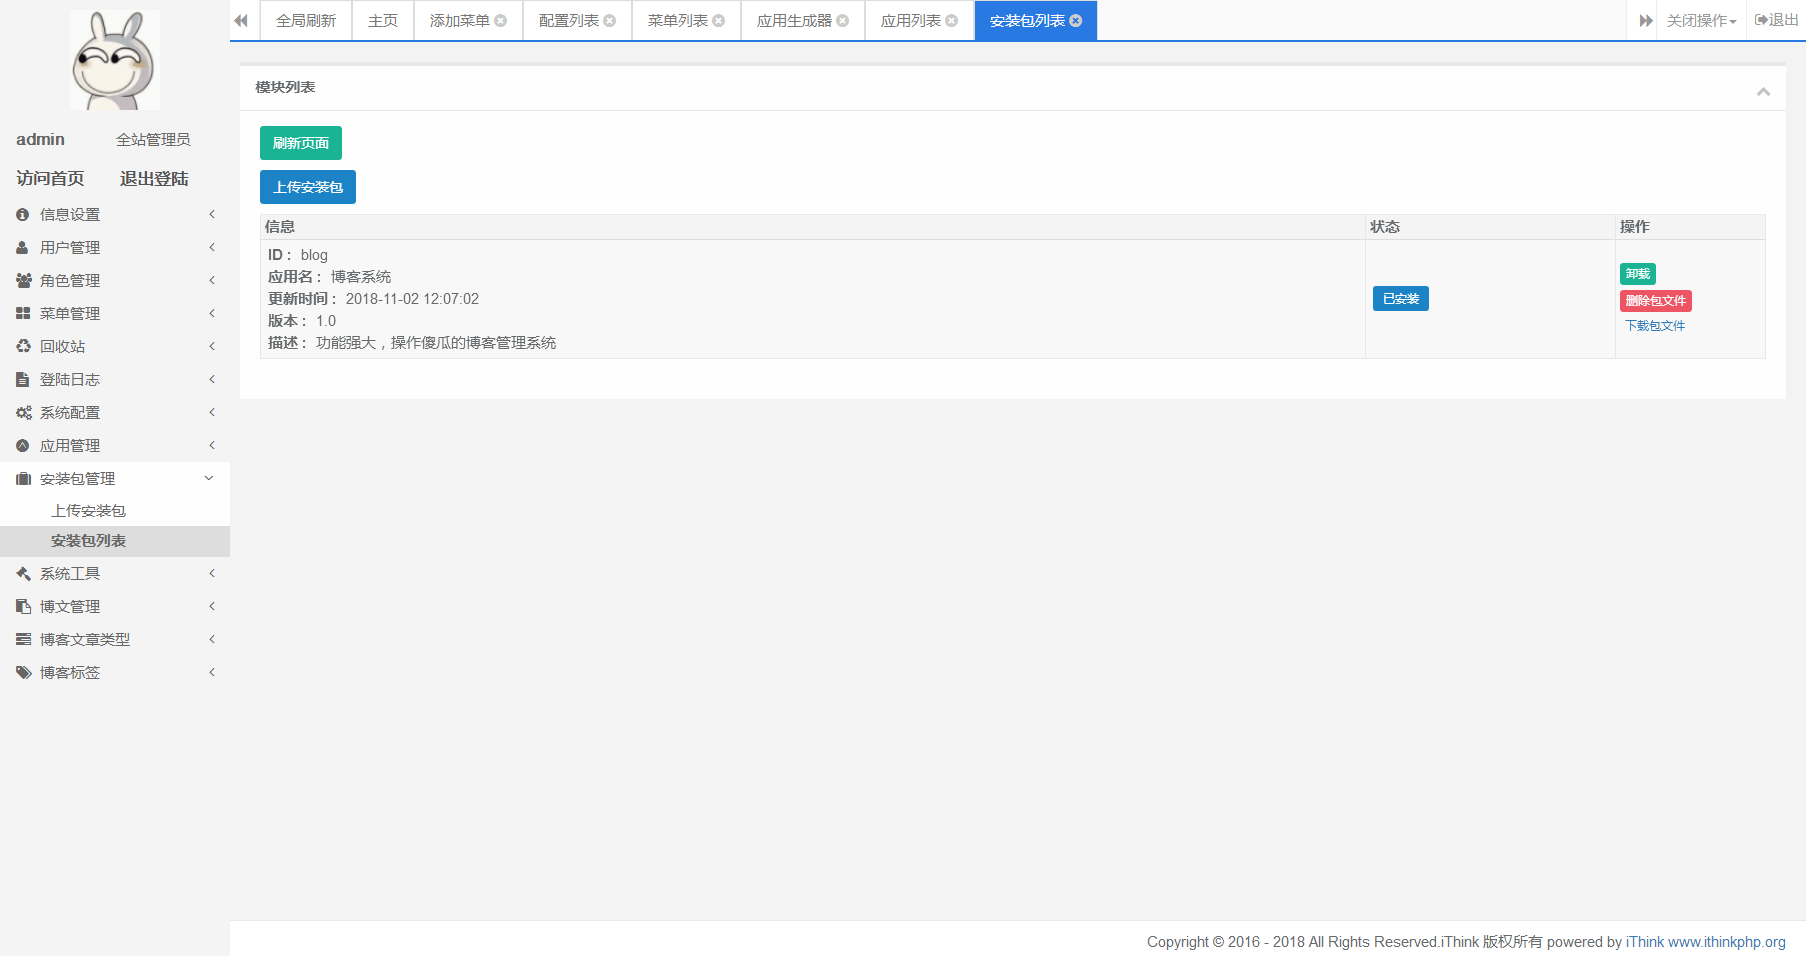 全局刷新 主页 添加菜单 配置列表 菜单列表 应用生成器 应用列表 安装包列表 关闭操作 退出
admin 全站管理员
访问首页 退出登陆
信息设置
用户管理
角色管理
菜单管理
回收站
登陆日志
系统配置
应用管理
安装包管理
上传安装包
安装包列表
系统工具
博文管理
博客文章类型
博客标签
模块列表
刷新页面
上传安装包
信息 状态 操作
ID： blog
应用名： 博客系统
更新时间： 2018-11-02 12:07:02
版本： 1.0
描述： 功能强大，操作傻瓜的博客管理系统
已安装
卸载
删除包文件
下载包文件
Copyright © 2016 - 2018 All Rights Reserved.iThink 版权所有 powered by iThink www.ithinkphp.org